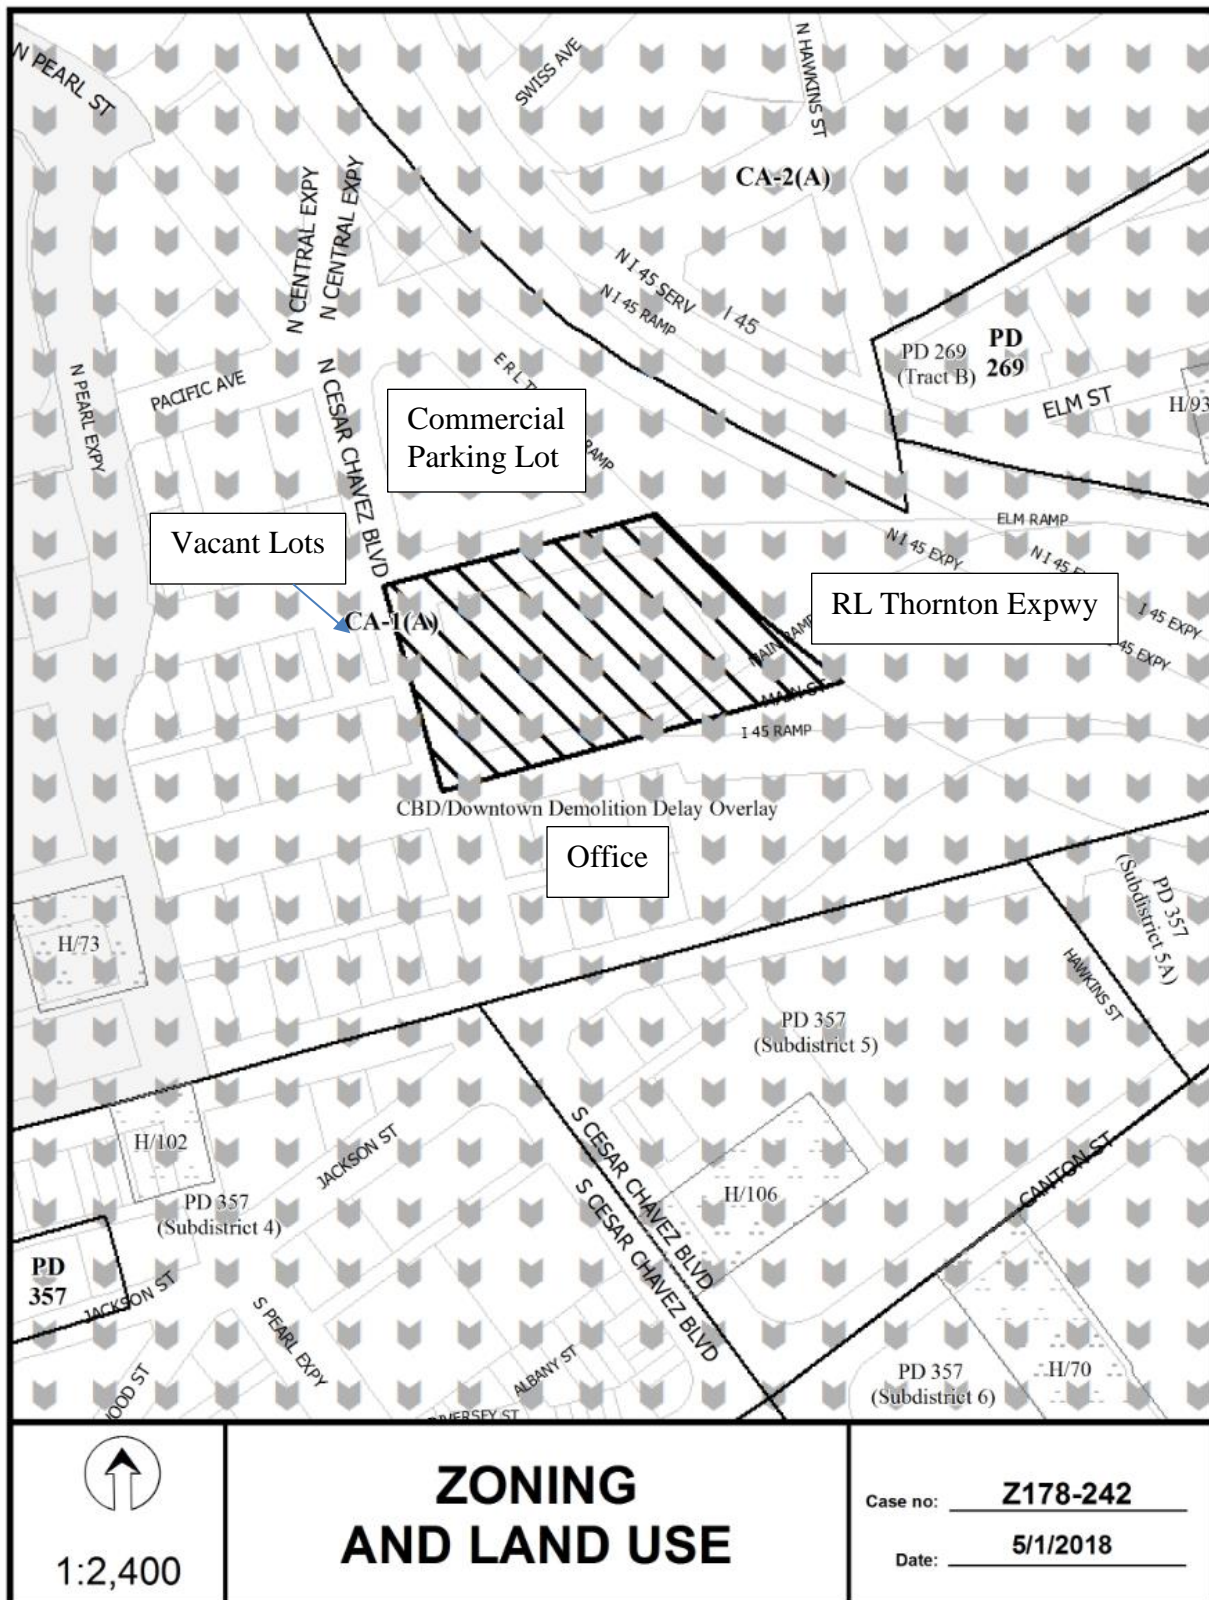 N PEARL ST
SWISS AVE
N HAWKINS ST
CA-2(A)
N CENTRAL EXPY
N CENTRAL EXPY
N I 45 SERV
I 45
N I 45 RAMP
PD 269
(Tract B)
PD
269
ELM ST
H/93
N PEARL EXPY
PACIFIC AVE
N CESAR CHAVEZ BLVD
E R L T
RAMP
Commercial
Parking Lot
Vacant Lots
CA-1(A)
ELM RAMP
N I 45 EXPY
N I 45 E
I 45 EXPY
45 EXPY
RL Thornton Expwy
MAIN RAMP
MAIN ST
I 45 RAMP
CBD/Downtown Demolition Delay Overlay
Office
H/73
PD 357
(Subdistrict 5A)
HAWKINS ST
PD 357
(Subdistrict 5)
H/102
JACKSON ST
PD 357
(Subdistrict 4)
S CESAR CHAVEZ BLVD
S CESAR CHAVEZ BLVD
H/106
CANTON ST
PD
357
JACKSON ST
S PEARL EXPY
OOD ST
ALBANY ST
IVERSEY ST
PD 357
(Subdistrict 6)
H/70
1:2,400
ZONING
AND LAND USE
Case no: Z178-242
Date: 5/1/2018